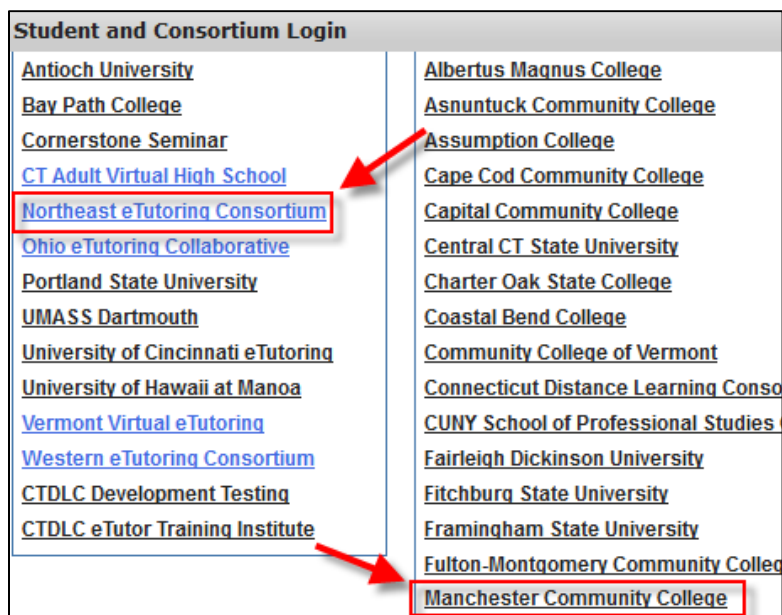 Student and Consortium Login
Antioch University
Bay Path College
Cornerstone Seminar
CT Adult Virtual High School
Northeast eTutoring Consortium
Ohio eTutoring Collaborative
Portland State University
UMASS Dartmouth
University of Cincinnati eTutoring
University of Hawaii at Manoa
Vermont Virtual eTutoring
Western eTutoring Consortium
CTDLC Development Testing
CTDLC eTutor Training Institute
Albertus Magnus College
Asnuntuck Community College
Assumption College
Cape Cod Community College
Capital Community College
Central CT State University
Charter Oak State College
Coastal Bend College
Community College of Vermont
Connecticut Distance Learning Conso
CUNY School of Professional Studies
Fairleigh Dickinson University
Fitchburg State University
Framingham State University
Fulton-Montgomery Community Colleg
Manchester Community College